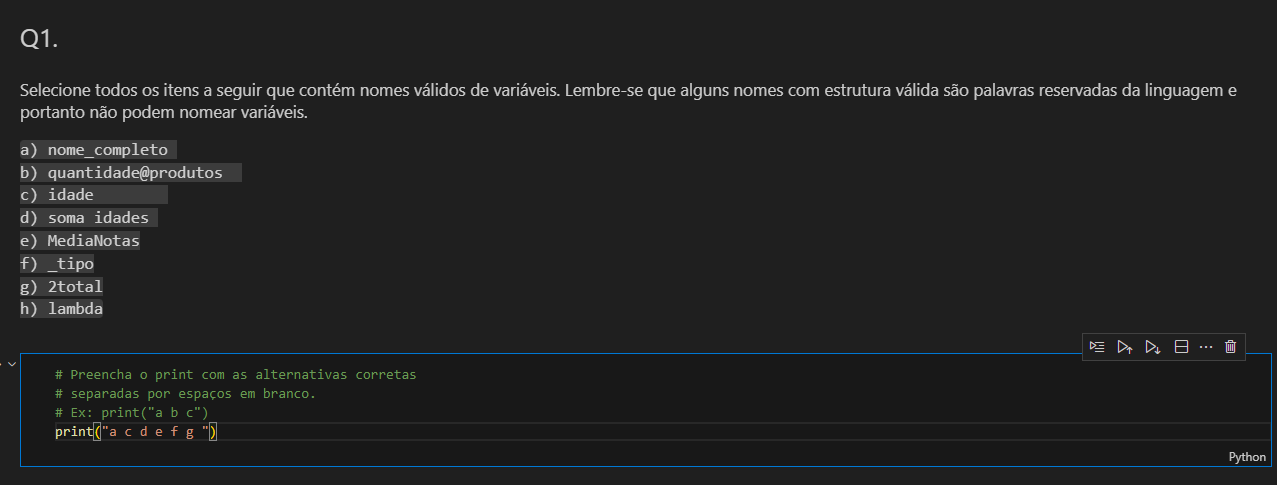 Q1.
Selecione todos os itens a seguir que contém nomes válidos de variáveis. Lembre-se que alguns nomes com estrutura válida são palavras reservadas da linguagem e
portanto não podem nomear variáveis.
a) nome_completo
b) quantidade@produtos
c) idade
d) soma idades
e) MediaNotas
f) _tipo
g) 2total
h) lambda
# Preencha o print com as alternativas corretas
# separadas por espaços em branco.
# Ex: print("a b c")
print("a c d e f g ")
Python